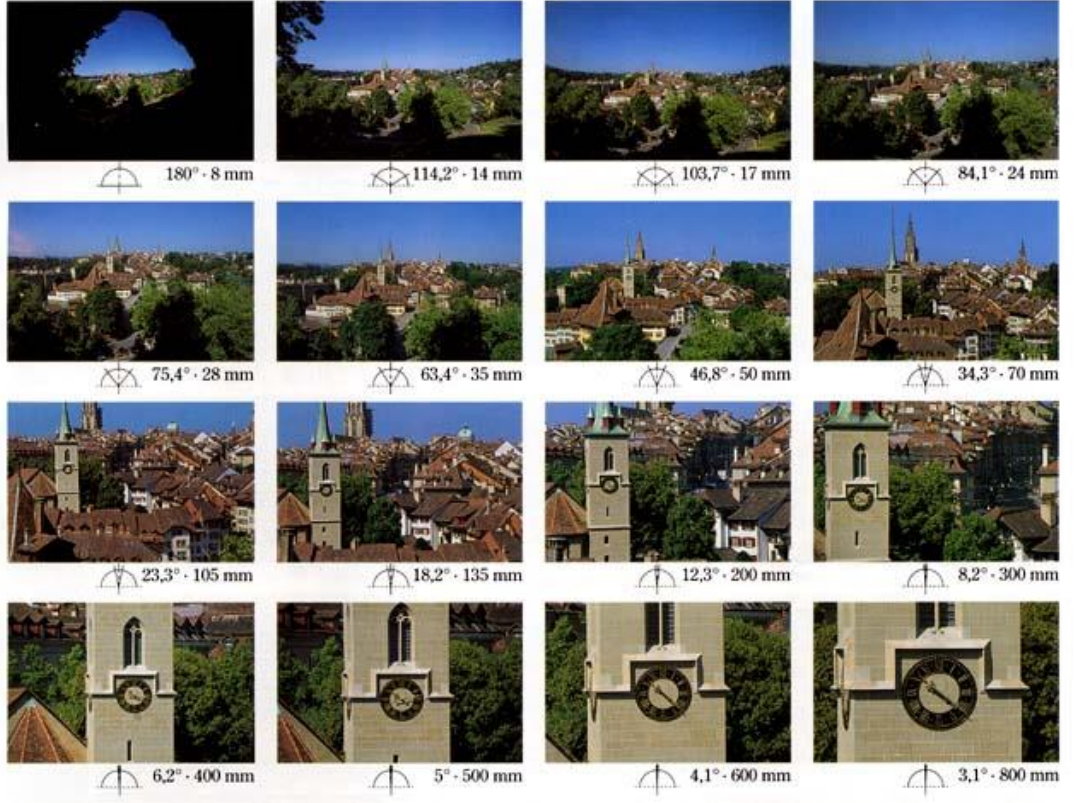 180° · 8 mm
114,2° · 14 mm
103,7° · 17 mm
84,1° · 24 mm
75,4° · 28 mm
63,4° · 35 mm
46,8° · 50 mm
34,3° · 70 mm
23,3° · 105 mm
18,2° · 135 mm
12,3° · 200 mm
8,2° · 300 mm
6,2° · 400 mm
5° · 500 mm
4,1° · 600 mm
3,1° · 800 mm